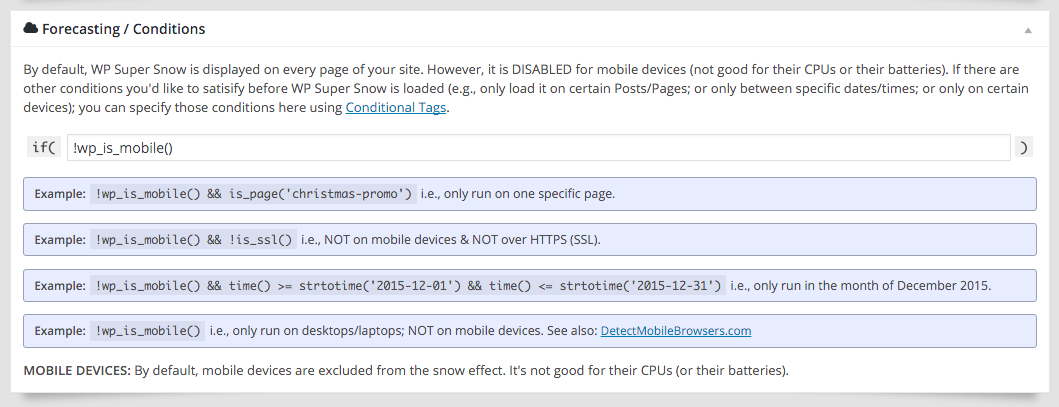 Forecasting / Conditions
By default, WP Super Snow is displayed on every page of your site. However, it is DISABLED for mobile devices (not good for their CPUs or their batteries). If there are
other conditions you'd like to satisify before WP Super Snow is loaded (e.g., only load it on certain Posts/Pages; or only between specific dates/times; or only on certain
devices); you can specify those conditions here using Conditional Tags.
if( !wp_is_mobile() )
Example: !wp_is_mobile() && is_page('christmas-promo') i.e., only run on one specific page.
Example: !wp_is_mobile() && !is_ssl() i.e., NOT on mobile devices & NOT over HTTPS (SSL).
Example: !wp_is_mobile() && time() >= strtotime('2015-12-01') && time() <= strtotime('2015-12-31') i.e., only run in the month of December 2015.
Example: !wp_is_mobile() i.e., only run on desktops/laptops; NOT on mobile devices. See also: DetectMobileBrowsers.com
MOBILE DEVICES: By default, mobile devices are excluded from the snow effect. It's not good for their CPUs (or their batteries).